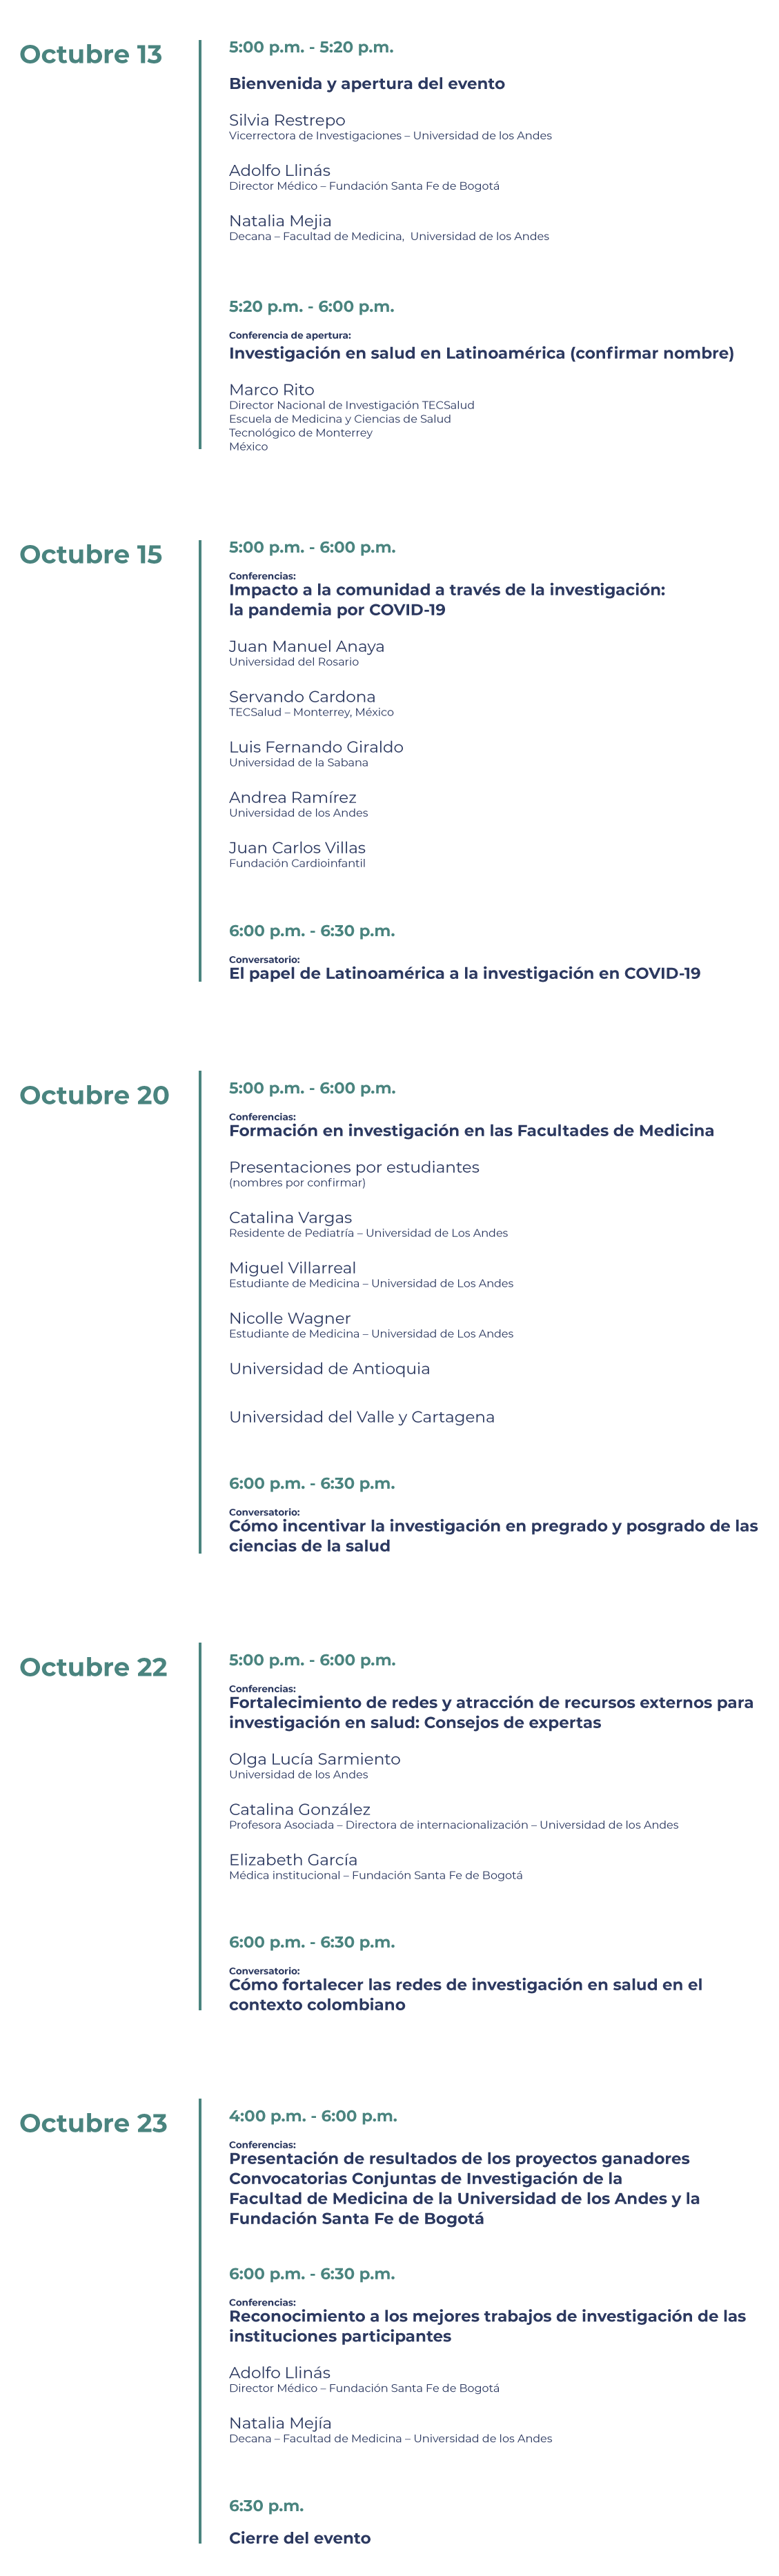 Octubre 13
5:00 p.m. - 5:20 p.m.
Bienvenida y apertura del evento
Silvia Restrepo
Vicerrectora de Investigaciones – Universidad de los Andes
Adolfo Llinás
Director Médico – Fundación Santa Fe de Bogotá
Natalia Mejia
Decana – Facultad de Medicina,  Universidad de los Andes
5:20 p.m. - 6:00 p.m.
Conferencia de apertura:
Investigación en salud en Latinoamérica (confirmar nombre)
Marco Rito
Director Nacional de Investigación TECSalud
Escuela de Medicina y Ciencias de Salud
Tecnológico de Monterrey
México
Octubre 15
5:00 p.m. - 6:00 p.m.
Conferencias:
Impacto a la comunidad a través de la investigación:
la pandemia por COVID-19
Juan Manuel Anaya
Universidad del Rosario
Servando Cardona
TECSalud – Monterrey, México
Luis Fernando Giraldo
Universidad de la Sabana
Andrea Ramírez
Universidad de los Andes
Juan Carlos Villas
Fundación Cardioinfantil
6:00 p.m. - 6:30 p.m.
Conversatorio:
El papel de Latinoamérica a la investigación en COVID-19
Octubre 20
5:00 p.m. - 6:00 p.m.
Conferencias:
Formación en investigación en las Facultades de Medicina
Presentaciones por estudiantes
(nombres por confirmar)
Catalina Vargas
Residente de Pediatría – Universidad de Los Andes
Miguel Villarreal
Estudiante de Medicina – Universidad de Los Andes
Nicolle Wagner
Estudiante de Medicina – Universidad de Los Andes
Universidad de Antioquia
Universidad del Valle y Cartagena
6:00 p.m. - 6:30 p.m.
Conversatorio:
Cómo incentivar la investigación en pregrado y posgrado de las
ciencias de la salud
Octubre 22
5:00 p.m. - 6:00 p.m.
Conferencias:
Fortalecimiento de redes y atracción de recursos externos para
investigación en salud: Consejos de expertas
Olga Lucía Sarmiento
Universidad de los Andes
Catalina González
Profesora Asociada – Directora de internacionalización – Universidad de los Andes
Elizabeth García
Médica institucional – Fundación Santa Fe de Bogotá
6:00 p.m. - 6:30 p.m.
Conversatorio:
Cómo fortalecer las redes de investigación en salud en el
contexto colombiano
Octubre 23
4:00 p.m. - 6:00 p.m.
Conferencias:
Presentación de resultados de los proyectos ganadores
Convocatorias Conjuntas de Investigación de la
Facultad de Medicina de la Universidad de los Andes y la
Fundación Santa Fe de Bogotá
6:00 p.m. - 6:30 p.m.
Conferencias:
Reconocimiento a los mejores trabajos de investigación de las
instituciones participantes
Adolfo Llinás
Director Médico – Fundación Santa Fe de Bogotá
Natalia Mejía
Decana – Facultad de Medicina – Universidad de los Andes
6:30 p.m.
Cierre del evento